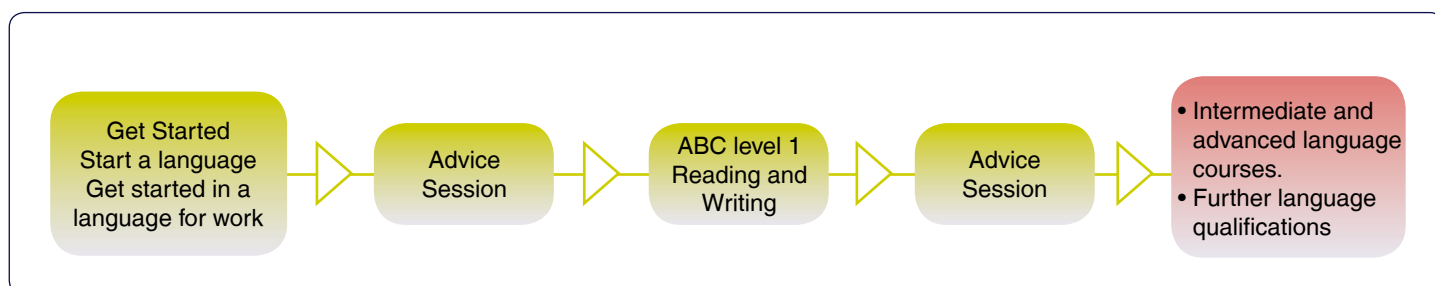 Get Started
Start a language
Get started in a
language for work
Advice
Session
ABC level 1
Reading and
Writing
Advice
Session
• Intermediate and
advanced language
courses.
• Further language
qualifications